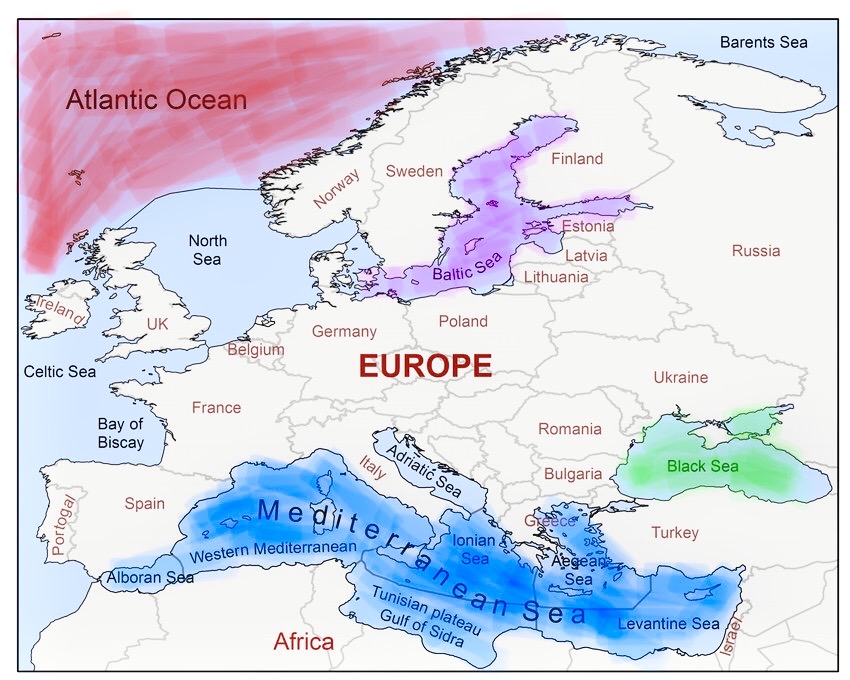 Barents Sea
Atlantic Ocean
Sweden
Finland
Norway
Estonia
North
Sea
Russia
Latvia
Baltic Sea
Lithuania
Ireland
UK
Germany
Poland
Belgium
EUROPE
Celtic Sea
Ukraine
France
Bay of
Biscay
Romania
Italy
Adriatic Sea
Black Sea
Bulgaria
Spain
Portogal
Mediterranean Sea
Greece
Turkey
Ionian
Sea
Western Mediterranean
Aegean
Sea
Alboran Sea
Tunisian plateau
Gulf of Sidra
Levantine Sea
Israel
Africa